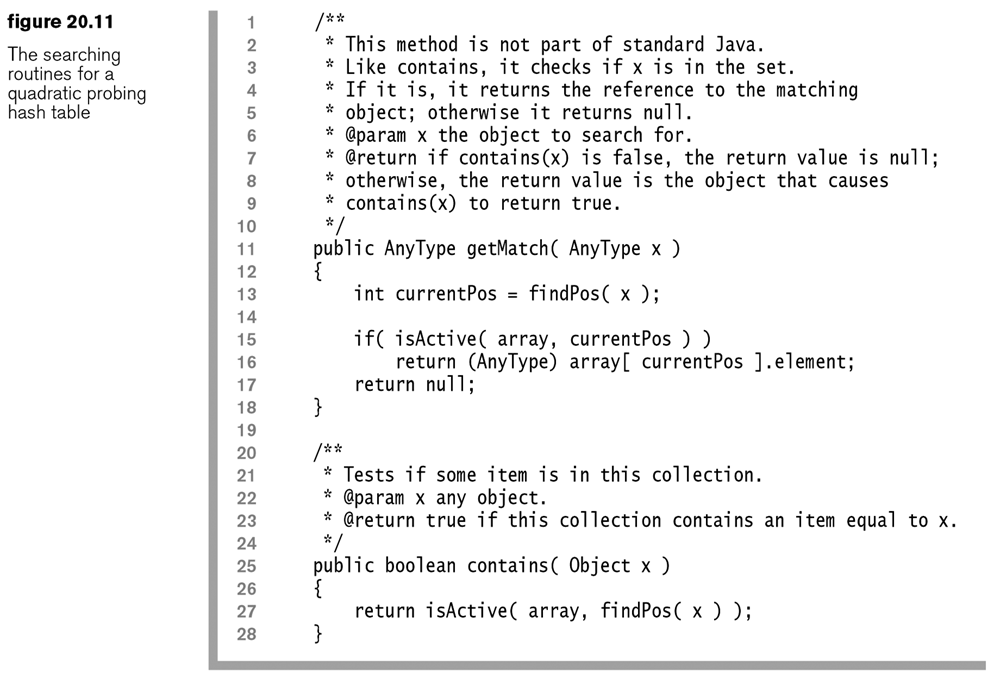 figure 20.11
The searching
routines for a
quadratic probing
hash table
1 /**
2 * This method is not part of standard Java.
3 * Like contains, it checks if x is in the set.
4 * If it is, it returns the reference to the matching
5 * object; otherwise it returns null.
6 * @param x the object to search for.
7 * @return if contains(x) is false, the return value is null;
8 * otherwise, the return value is the object that causes
9 * contains(x) to return true.
10 */
11 public AnyType getMatch( AnyType x )
12 {
13 int currentPos = findPos( x );
14
15 if( isActive( array, currentPos ) )
16 return (AnyType) array[ currentPos ].element;
17 return null;
18 }
19
20 /**
21 * Tests if some item is in this collection.
22 * @param x any object.
23 * @return true if this collection contains an item equal to x.
24 */
25 public boolean contains( Object x )
26 {
27 return isActive( array, findPos( x ) );
28 }